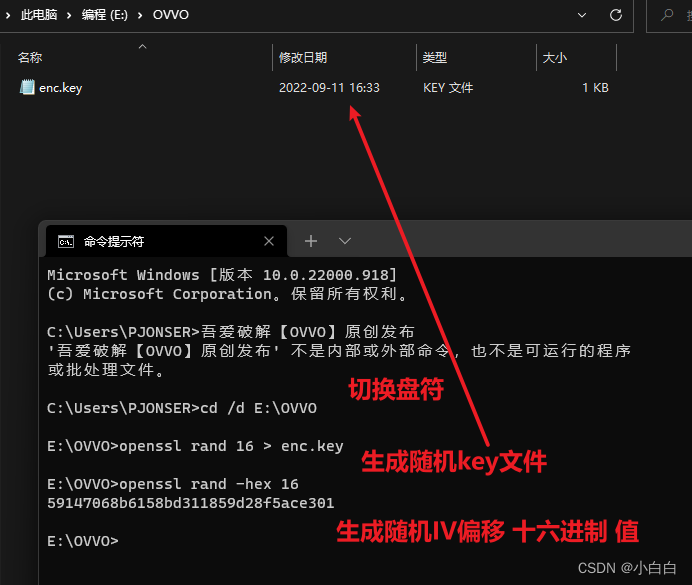 此电脑 › 编程 (E:) › OVVO
名称 修改日期 类型 大小
enc.key 2022-09-11 16:33 KEY 文件 1 KB
命令提示符
Microsoft Windows [版本 10.0.22000.918]
(c) Microsoft Corporation。保留所有权利。
C:\Users\PJONSER>吾爱破解【OVVO】原创发布
'吾爱破解【OVVO】原创发布' 不是内部或外部命令，也不是可运行的程序
或批处理文件。
切换盘符
C:\Users\PJONSER>cd /d E:\OVVO
E:\OVVO>openssl rand 16 > enc.key
生成随机key文件
E:\OVVO>openssl rand -hex 16
59147068b6158bd311859d28f5ace301
生成随机IV偏移 十六进制 值
E:\OVVO>
CSDN @小白白